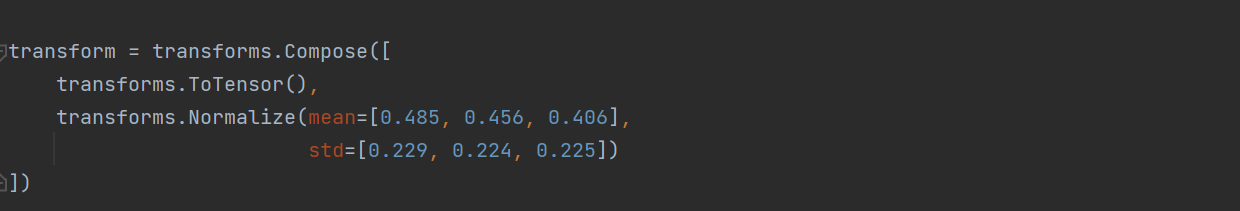 transform = transforms.Compose([
    transforms.ToTensor(),
    transforms.Normalize(mean=[0.485, 0.456, 0.406],
                         std=[0.229, 0.224, 0.225])
])